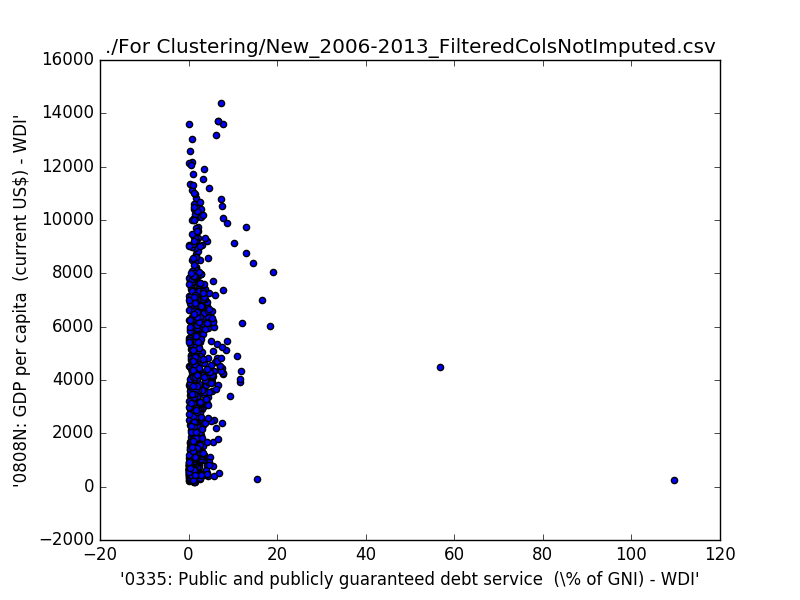 ./For Clustering/New_2006-2013_FilteredColsNotImputed.csv
16000
14000
12000
10000
8000
6000
4000
2000
0
−2000
'0808N: GDP per capita  (current US$) - WDI'
−20 0 20 40 60 80 100 120
'0335: Public and publicly guaranteed debt service  (\% of GNI) - WDI'